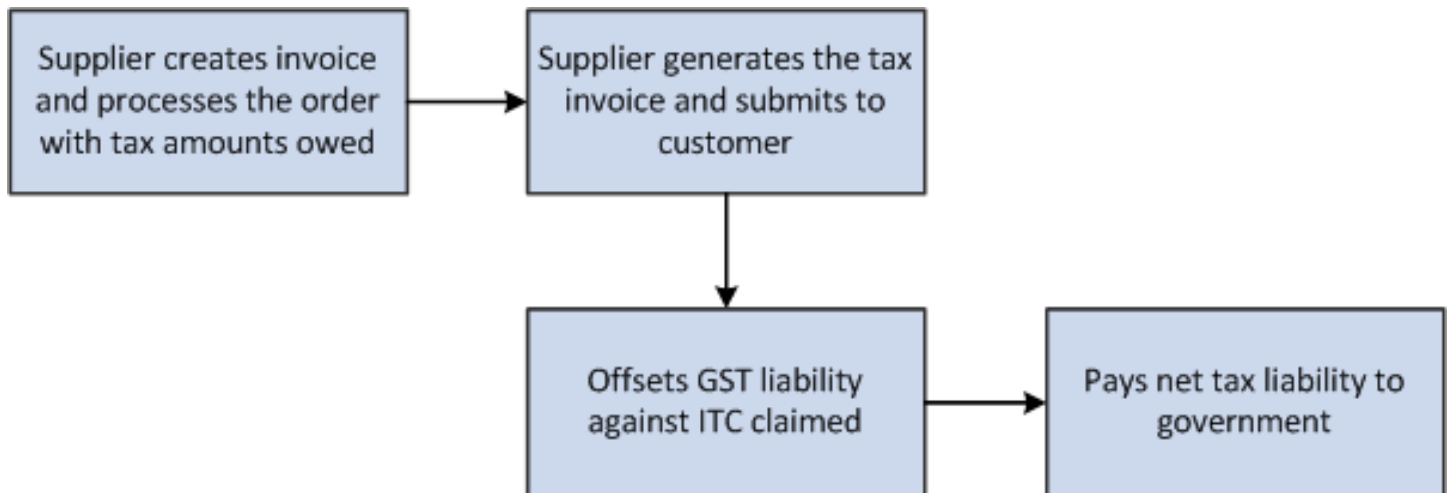 Supplier creates invoice
and processes the order
with tax amounts owed
Supplier generates the tax
invoice and submits to
customer
Offsets GST liability
against ITC claimed
Pays net tax liability to
government